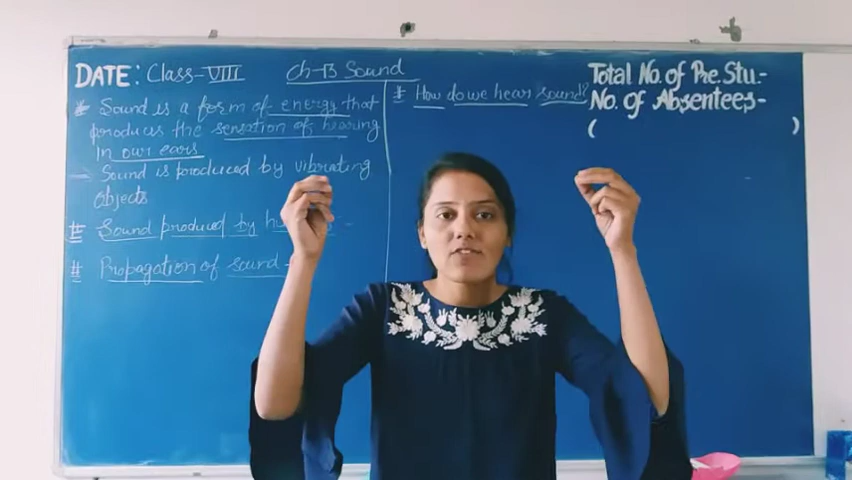 DATE: Class-VIII
Ch-13 Sound
* Sound is a form of energy that
produces the sensation of hearing
in our ears
- Sound is produced by vibrating
objects
# Sound produced by
# Propagation of sound-
# How do we hear sound?
Total No. of Pre. Stu.-
No. of Absentees-
( )